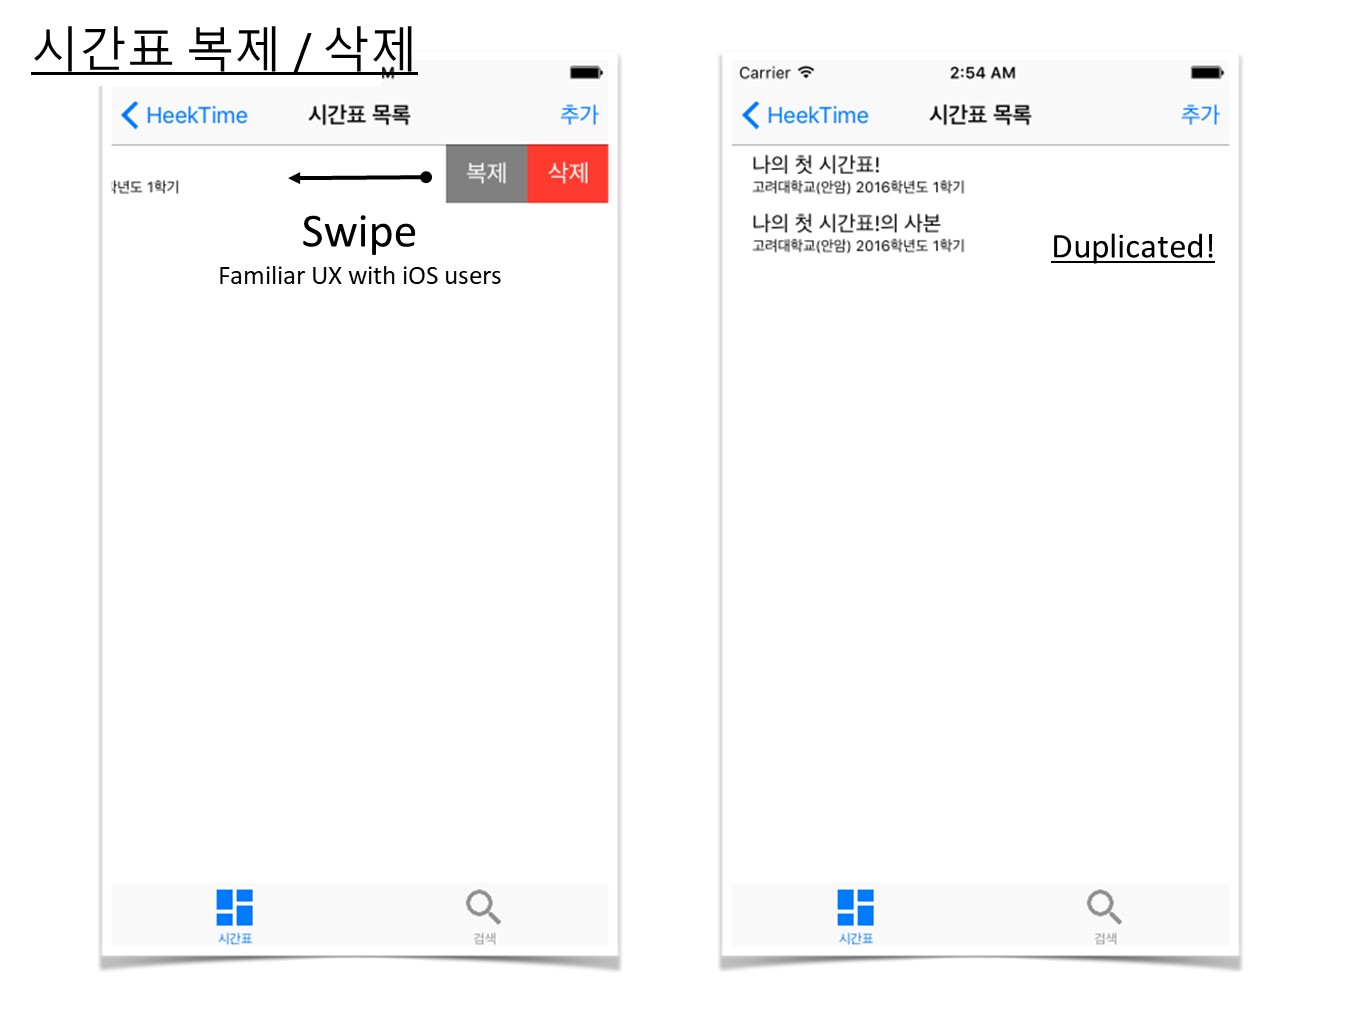 시간표 복제 / 삭제
M
HeekTime 시간표 목록 추가
학년도 1학기
복제 삭제
Swipe
Familiar UX with iOS users
시간표 검색
Carrier 2:54 AM
HeekTime 시간표 목록 추가
나의 첫 시간표!
고려대학교(안암) 2016학년도 1학기
나의 첫 시간표!의 사본
고려대학교(안암) 2016학년도 1학기
Duplicated!
시간표 검색